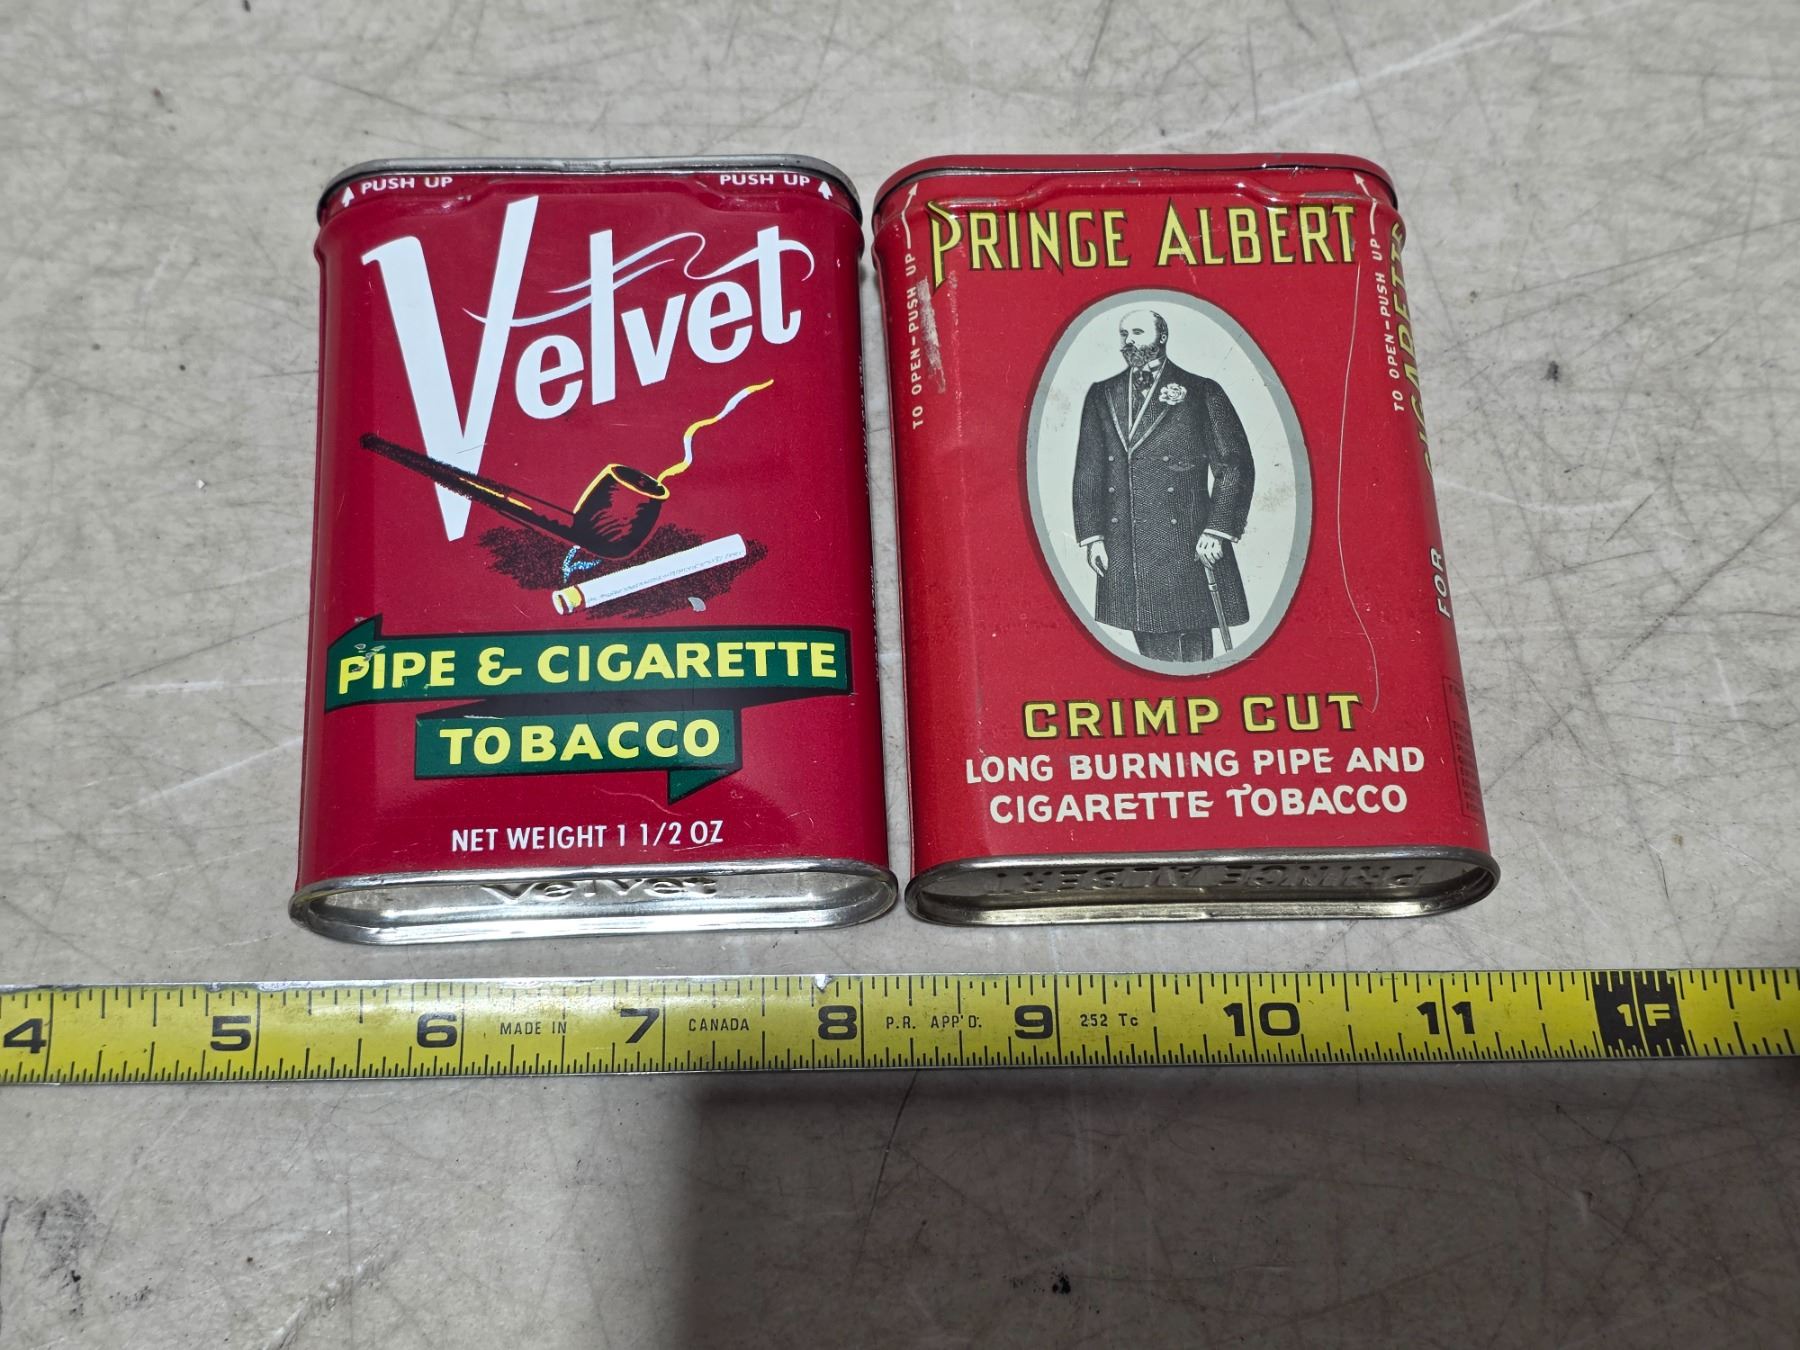 PUSH UP
PUSH UP
Velvet
PIPE & CIGARETTE
TOBACCO
NET WEIGHT 1 1/2 OZ
Velvet
PRINCE ALBERT
TO OPEN-PUSH UP
TO OPEN-PUSH UP
FOR CIGARETTES
CRIMP CUT
LONG BURNING PIPE AND
CIGARETTE TOBACCO
PRINCE ALBERT
4 5 6 MADE IN 7 CANADA 8 P.R. APP'D. 9 252 Tc 10 11 1F